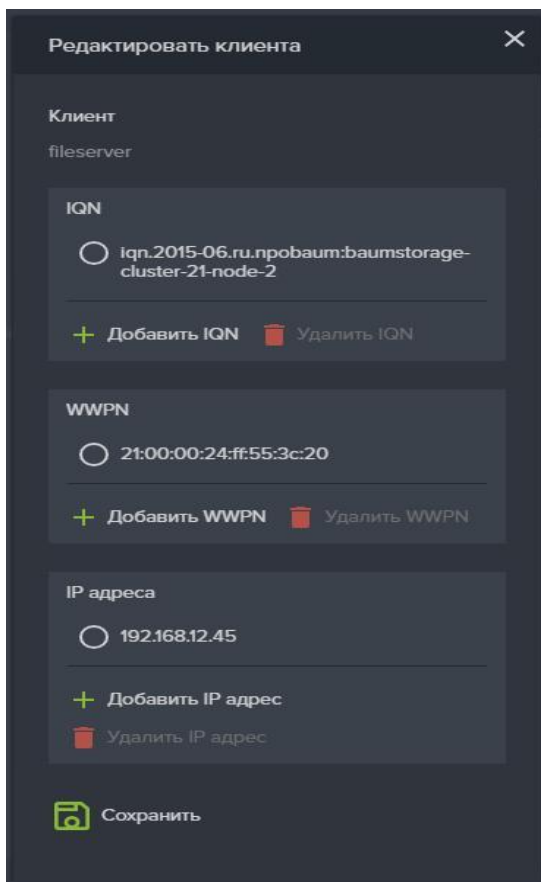 Редактировать клиента
Клиент
fileserver
IQN
iqn.2015-06.ru.npobaum:baumstorage-
cluster-21-node-2
Добавить IQN Удалить IQN
WWPN
21:00:00:24:ff:55:3c:20
Добавить WWPN Удалить WWPN
IP адреса
192.168.12.45
Добавить IP адрес
Удалить IP адрес
Сохранить